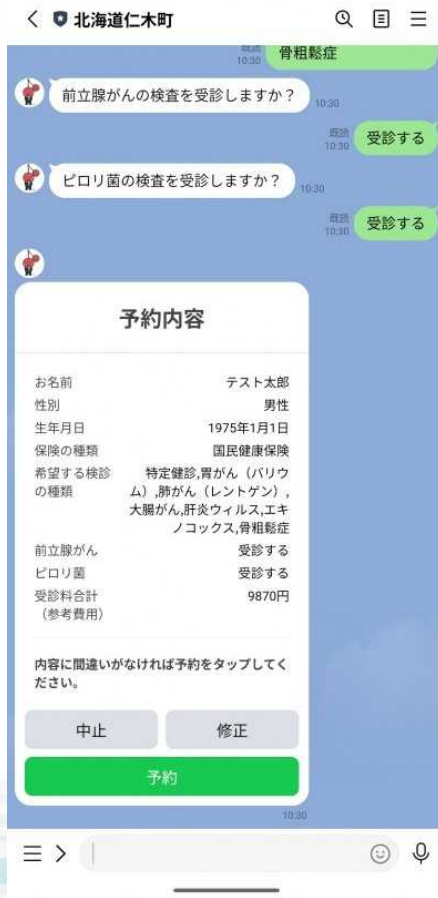 北海道仁木町
骨粗鬆症
既読
10:30
前立腺がんの検査を受診しますか？
10:30
既読
10:30
受診する
ピロリ菌の検査を受診しますか？
10:30
既読
10:30
受診する
予約内容
お名前 テスト太郎
性別 男性
生年月日 1975年1月1日
保険の種類 国民健康保険
希望する検診 特定健診,胃がん（バリウ
の種類 ム）,肺がん（レントゲン）,
大腸がん,肝炎ウィルス,エキ
ノコックス,骨粗鬆症
前立腺がん 受診する
ピロリ菌 受診する
受診料合計 9870円
（参考費用）
内容に間違いがなければ予約をタップしてく
ださい。
中止 修正
予約
10:30